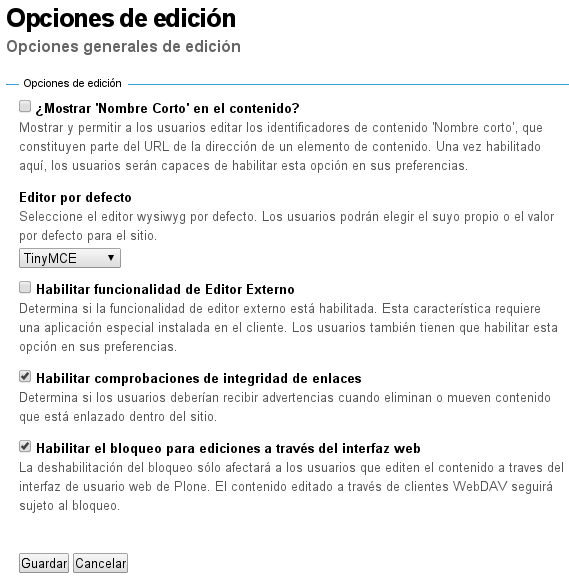 Opciones de edición
Opciones generales de edición
Opciones de edición
¿Mostrar 'Nombre Corto' en el contenido?
Mostrar y permitir a los usuarios editar los identificadores de contenido 'Nombre corto', que
constituyen parte del URL de la dirección de un elemento de contenido. Una vez habilitado
aquí, los usuarios serán capaces de habilitar esta opción en sus preferencias.
Editor por defecto
Seleccione el editor wysiwyg por defecto. Los usuarios podrán elegir el suyo propio o el valor
por defecto para el sitio.
TinyMCE
Habilitar funcionalidad de Editor Externo
Determina si la funcionalidad de editor externo está habilitada. Esta característica requiere
una aplicación especial instalada en el cliente. Los usuarios también tienen que habilitar esta
opción en sus preferencias.
Habilitar comprobaciones de integridad de enlaces
Determina si los usuarios deberían recibir advertencias cuando eliminan o mueven contenido
que está enlazado dentro del sitio.
Habilitar el bloqueo para ediciones a través del interfaz web
La deshabilitación del bloqueo sólo afectará a los usuarios que editen el contenido a traves del
interfaz de usuario web de Plone. El contenido editado a través de clientes WebDAV seguirá
sujeto al bloqueo.
Guardar Cancelar